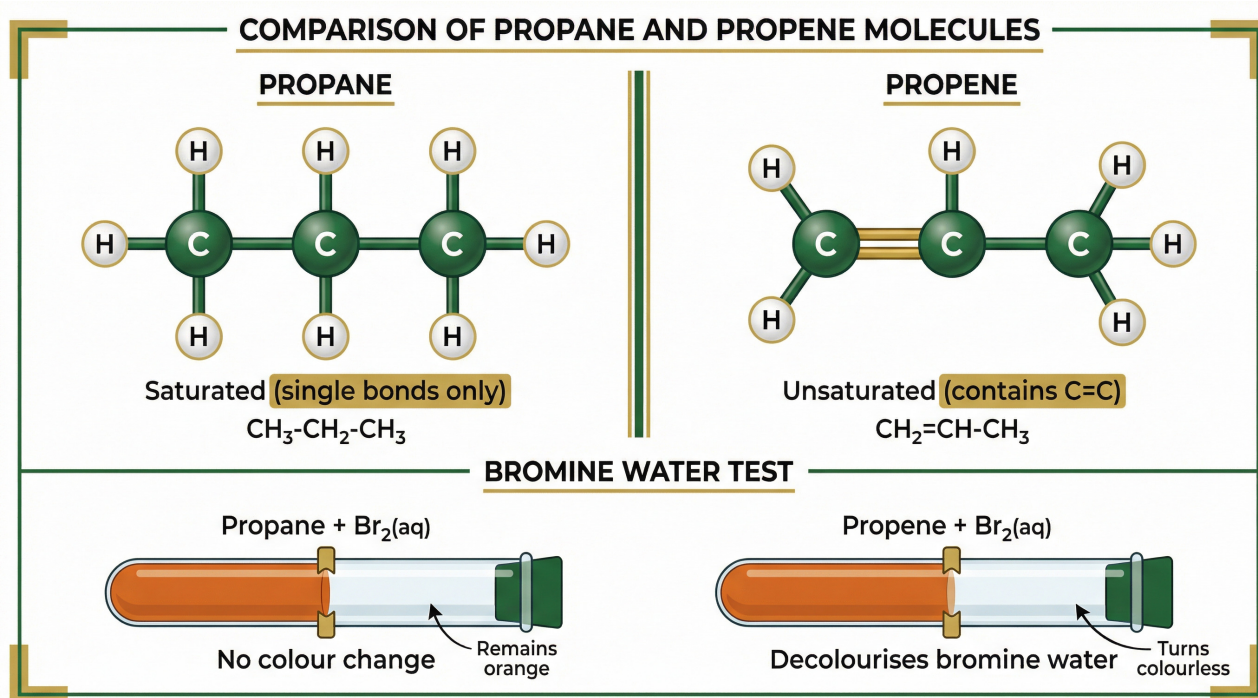 COMPARISON OF PROPANE AND PROPENE MOLECULES
PROPANE
H H H
H C C C H
H H H
Saturated (single bonds only)
CH₃-CH₂-CH₃
PROPENE
H H H
C C C H
H H
Unsaturated (contains C=C)
CH₂=CH-CH₃
BROMINE WATER TEST
Propane + Br₂(aq)
No colour change
Remains
orange
Propene + Br₂(aq)
Decolourises bromine water
Turns
colourless